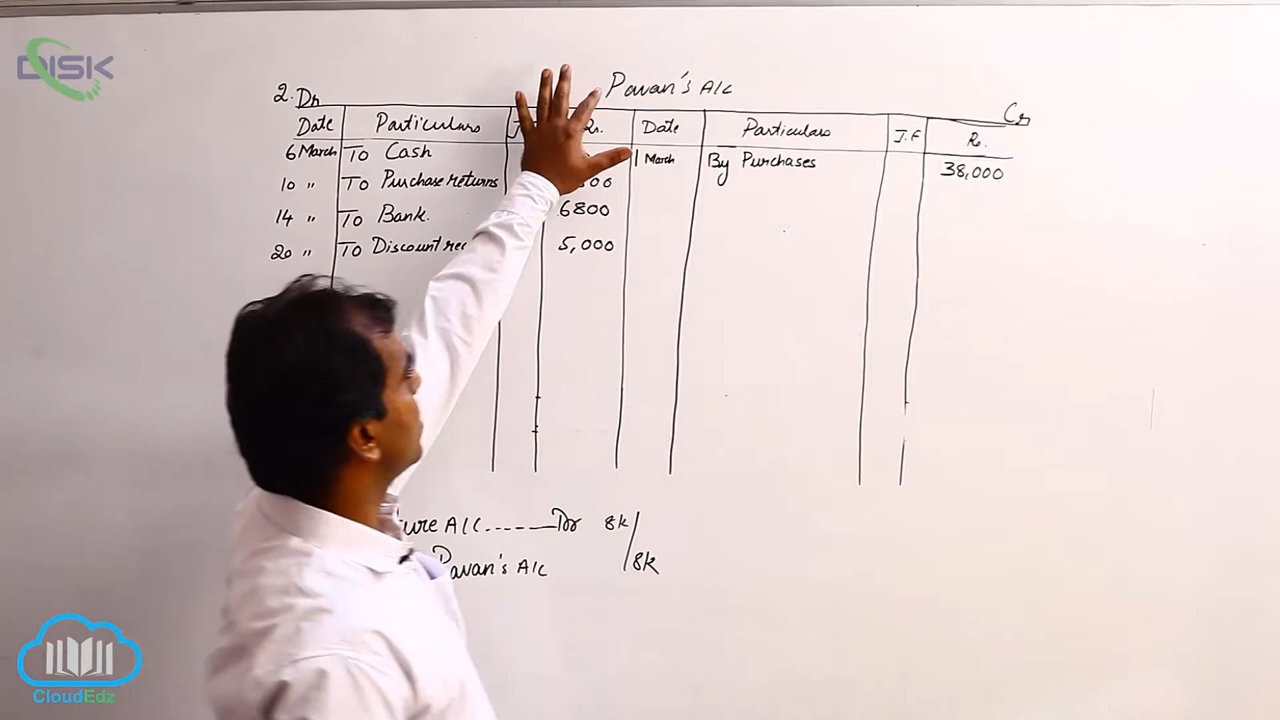 DISK
Pavan's A/c
2. Dr
Cr
Date Particulars Rs. Date Particulars J.F Rs.
6 March To Cash 1 March By Purchases 38,000
10 " To Purchase returns
14 " To Bank. 6800
20 " To Discount 5,000
A/c ------ Dr 8k
Pavan's A/c 8k
CloudEdz